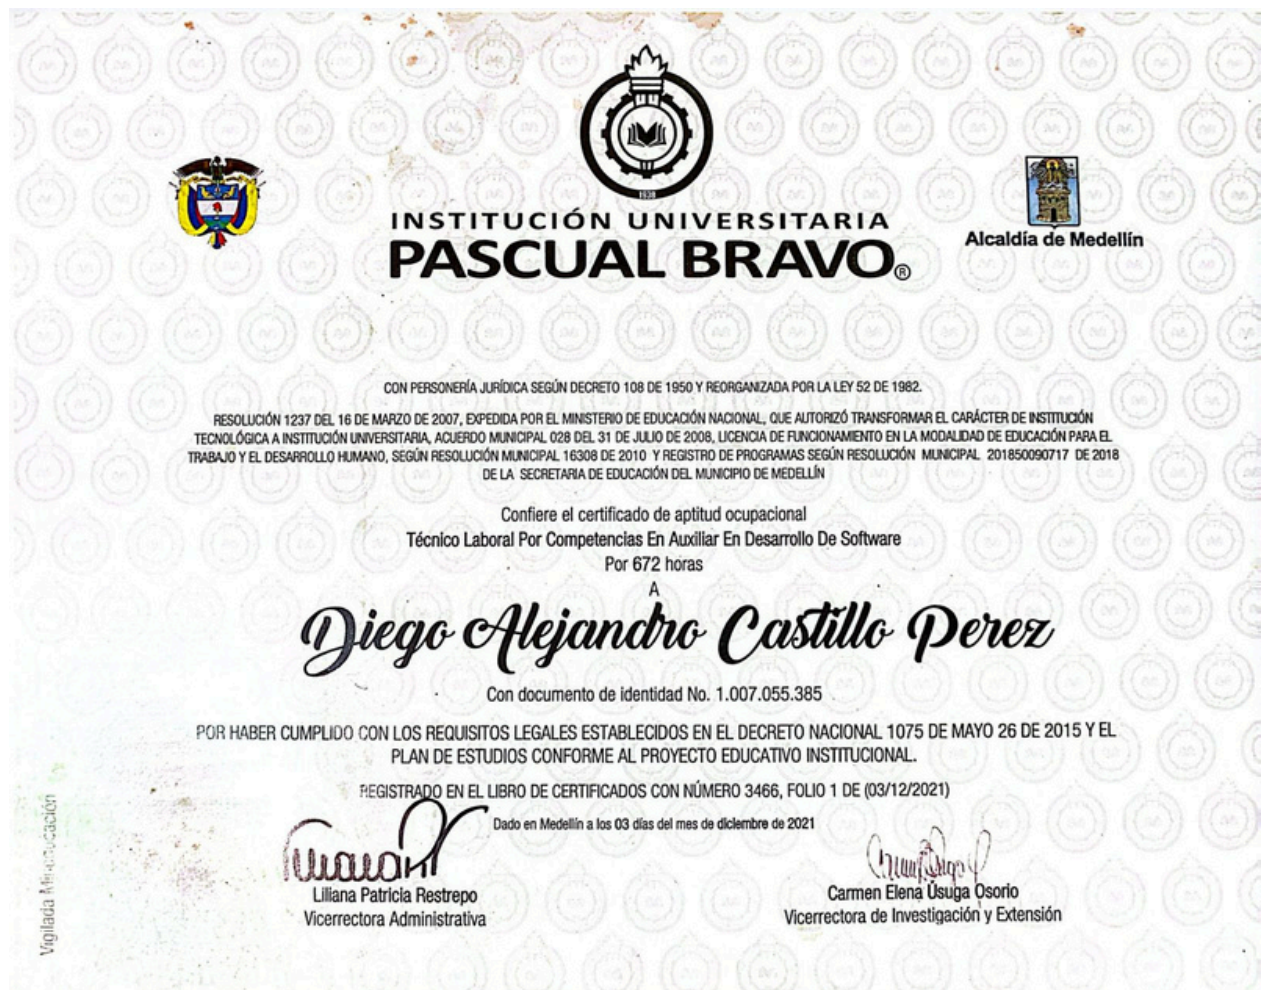 1938
INSTITUCIÓN UNIVERSITARIA
PASCUAL BRAVO®
Alcaldía de Medellín
CON PERSONERÍA JURÍDICA SEGÚN DECRETO 108 DE 1950 Y REORGANIZADA POR LA LEY 52 DE 1982.
RESOLUCIÓN 1237 DEL 16 DE MARZO DE 2007, EXPEDIDA POR EL MINISTERIO DE EDUCACIÓN NACIONAL, QUE AUTORIZÓ TRANSFORMAR EL CARÁCTER DE INSTITUCIÓN
TECNOLÓGICA A INSTITUCIÓN UNIVERSITARIA, ACUERDO MUNICIPAL 028 DEL 31 DE JULIO DE 2008, LICENCIA DE FUNCIONAMIENTO EN LA MODALIDAD DE EDUCACIÓN PARA EL
TRABAJO Y EL DESARROLLO HUMANO, SEGÚN RESOLUCIÓN MUNICIPAL 16308 DE 2010 Y REGISTRO DE PROGRAMAS SEGÚN RESOLUCIÓN MUNICIPAL 201850090717 DE 2018
DE LA SECRETARIA DE EDUCACIÓN DEL MUNICIPIO DE MEDELLÍN
Confiere el certificado de aptitud ocupacional
Técnico Laboral Por Competencias En Auxiliar En Desarrollo De Software
Por 672 horas
A
Diego Alejandro Castillo Perez
Con documento de identidad No. 1.007.055.385
POR HABER CUMPLIDO CON LOS REQUISITOS LEGALES ESTABLECIDOS EN EL DECRETO NACIONAL 1075 DE MAYO 26 DE 2015 Y EL
PLAN DE ESTUDIOS CONFORME AL PROYECTO EDUCATIVO INSTITUCIONAL.
REGISTRADO EN EL LIBRO DE CERTIFICADOS CON NÚMERO 3466, FOLIO 1 DE (03/12/2021)
Dado en Medellín a los 03 días del mes de diciembre de 2021
Liliana Patricia Restrepo
Vicerrectora Administrativa
Carmen Elena Úsuga Osorio
Vicerrectora de Investigación y Extensión
Vigilada Mineducación